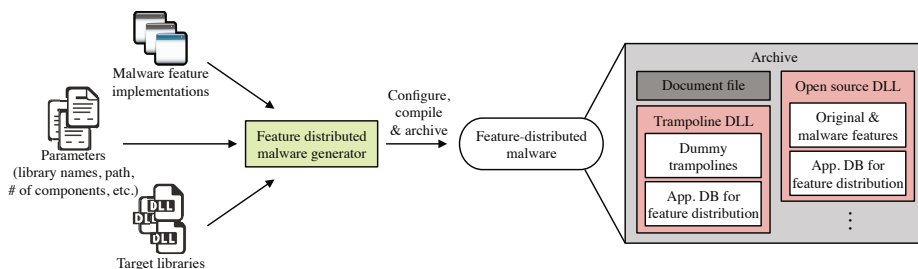 Malware feature
implementations
Parameters
(library names, path,
# of components, etc.)
DLL
DLL
DLL
Target libraries
Feature distributed
malware generator
Configure,
compile
& archive
Feature-distributed
malware
Archive
Document file
Trampoline DLL
Dummy
trampolines
App. DB for
feature distribution
Open source DLL
Original &
malware features
App. DB for
feature distribution
⋮